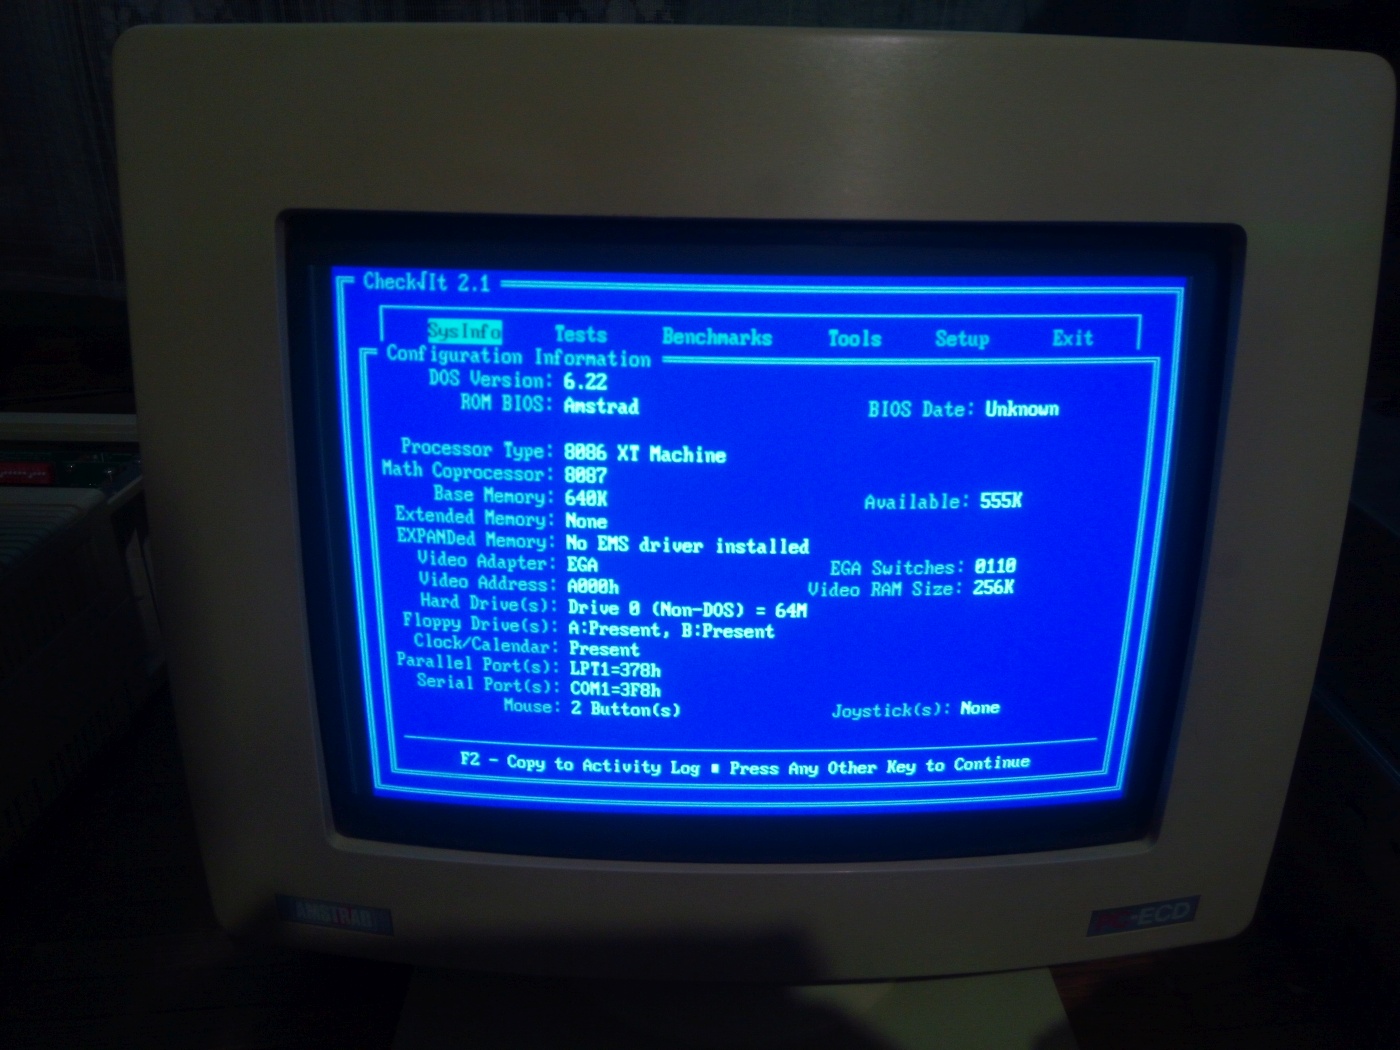 Check√It 2.1
SysInfo Tests Benchmarks Tools Setup Exit
Configuration Information
DOS Version: 6.22
ROM BIOS: Amstrad BIOS Date: Unknown
Processor Type: 8086 XT Machine
Math Coprocessor: 8087
Base Memory: 640K Available: 555K
Extended Memory: None
EXPANDed Memory: No EMS driver installed
Video Adapter: EGA EGA Switches: 0110
Video Address: A000h Video RAM Size: 256K
Hard Drive(s): Drive 0 (Non-DOS) = 64M
Floppy Drive(s): A:Present, B:Present
Clock/Calendar: Present
Parallel Port(s): LPT1=378h
Serial Port(s): COM1=3F8h
Mouse: 2 Button(s) Joystick(s): None
F2 - Copy to Activity Log ■ Press Any Other Key to Continue
AMSTRAD PC-ECD